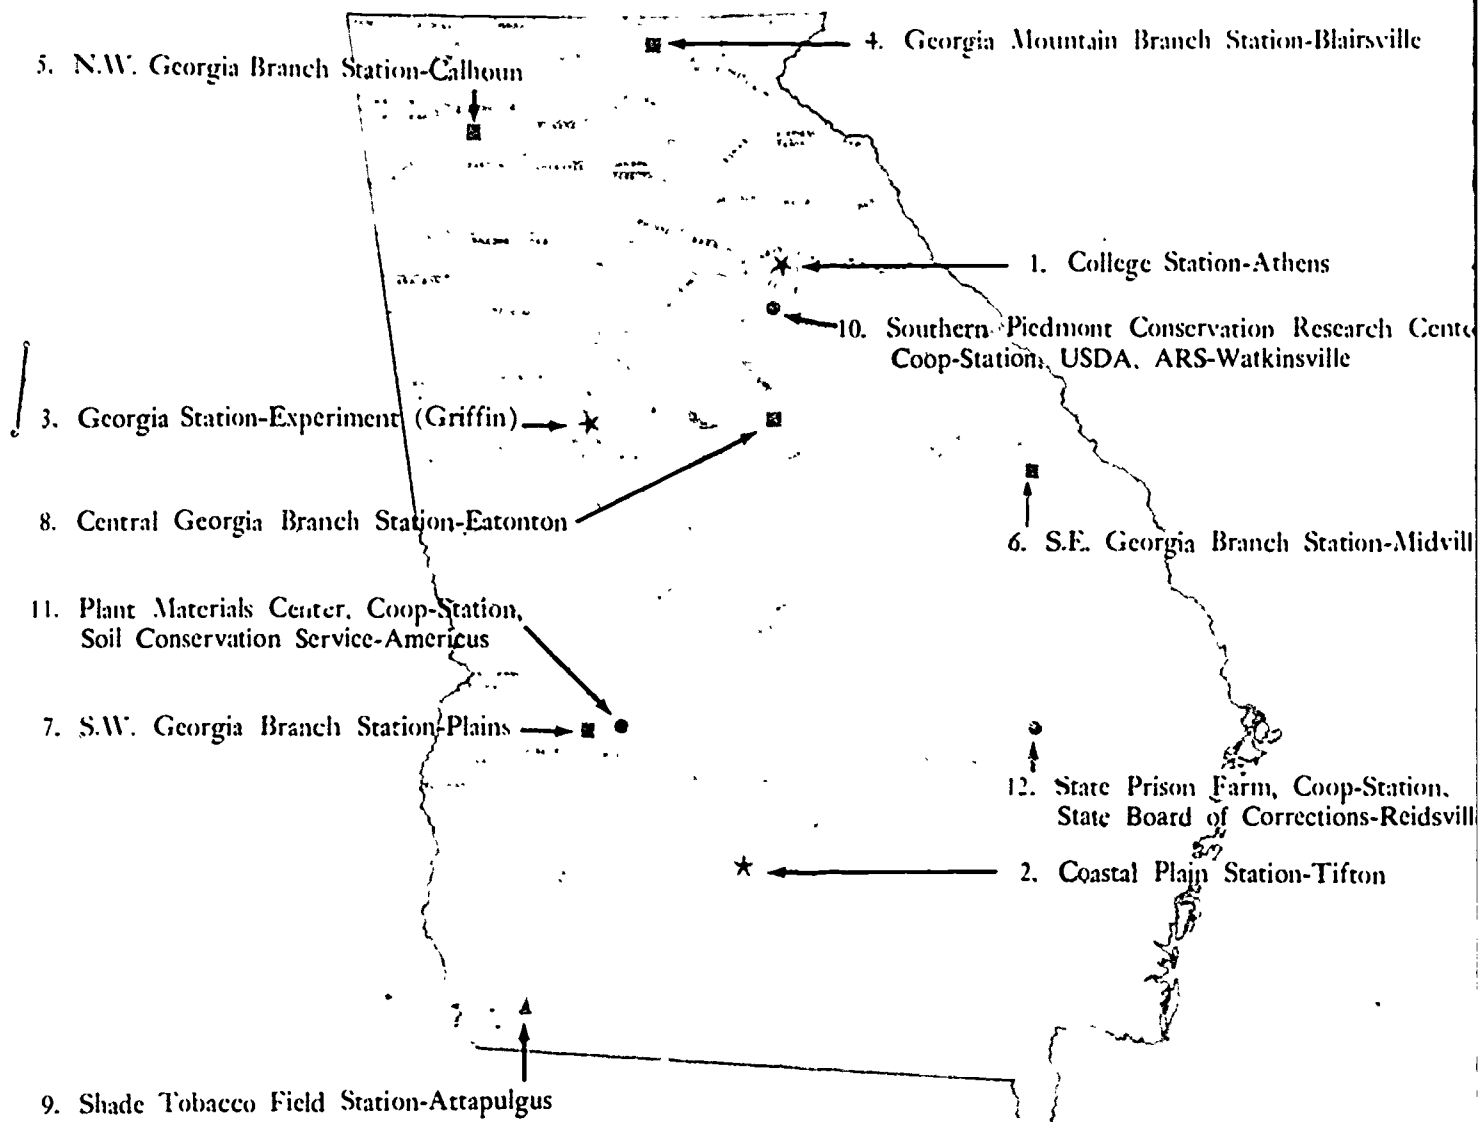 4. Georgia Mountain Branch Station-Blairsville
5. N.W. Georgia Branch Station-Calhoun
1. College Station-Athens
10. Southern Piedmont Conservation Research Cente
Coop-Station, USDA, ARS-Watkinsville
3. Georgia Station-Experiment (Griffin)
8. Central Georgia Branch Station-Eatonton
6. S.E. Georgia Branch Station-Midvill
11. Plant Materials Center, Coop-Station,
Soil Conservation Service-Americus
7. S.W. Georgia Branch Station-Plains
12. State Prison Farm, Coop-Station,
State Board of Corrections-Reidsvill
2. Coastal Plain Station-Tifton
9. Shade Tobacco Field Station-Attapulgus